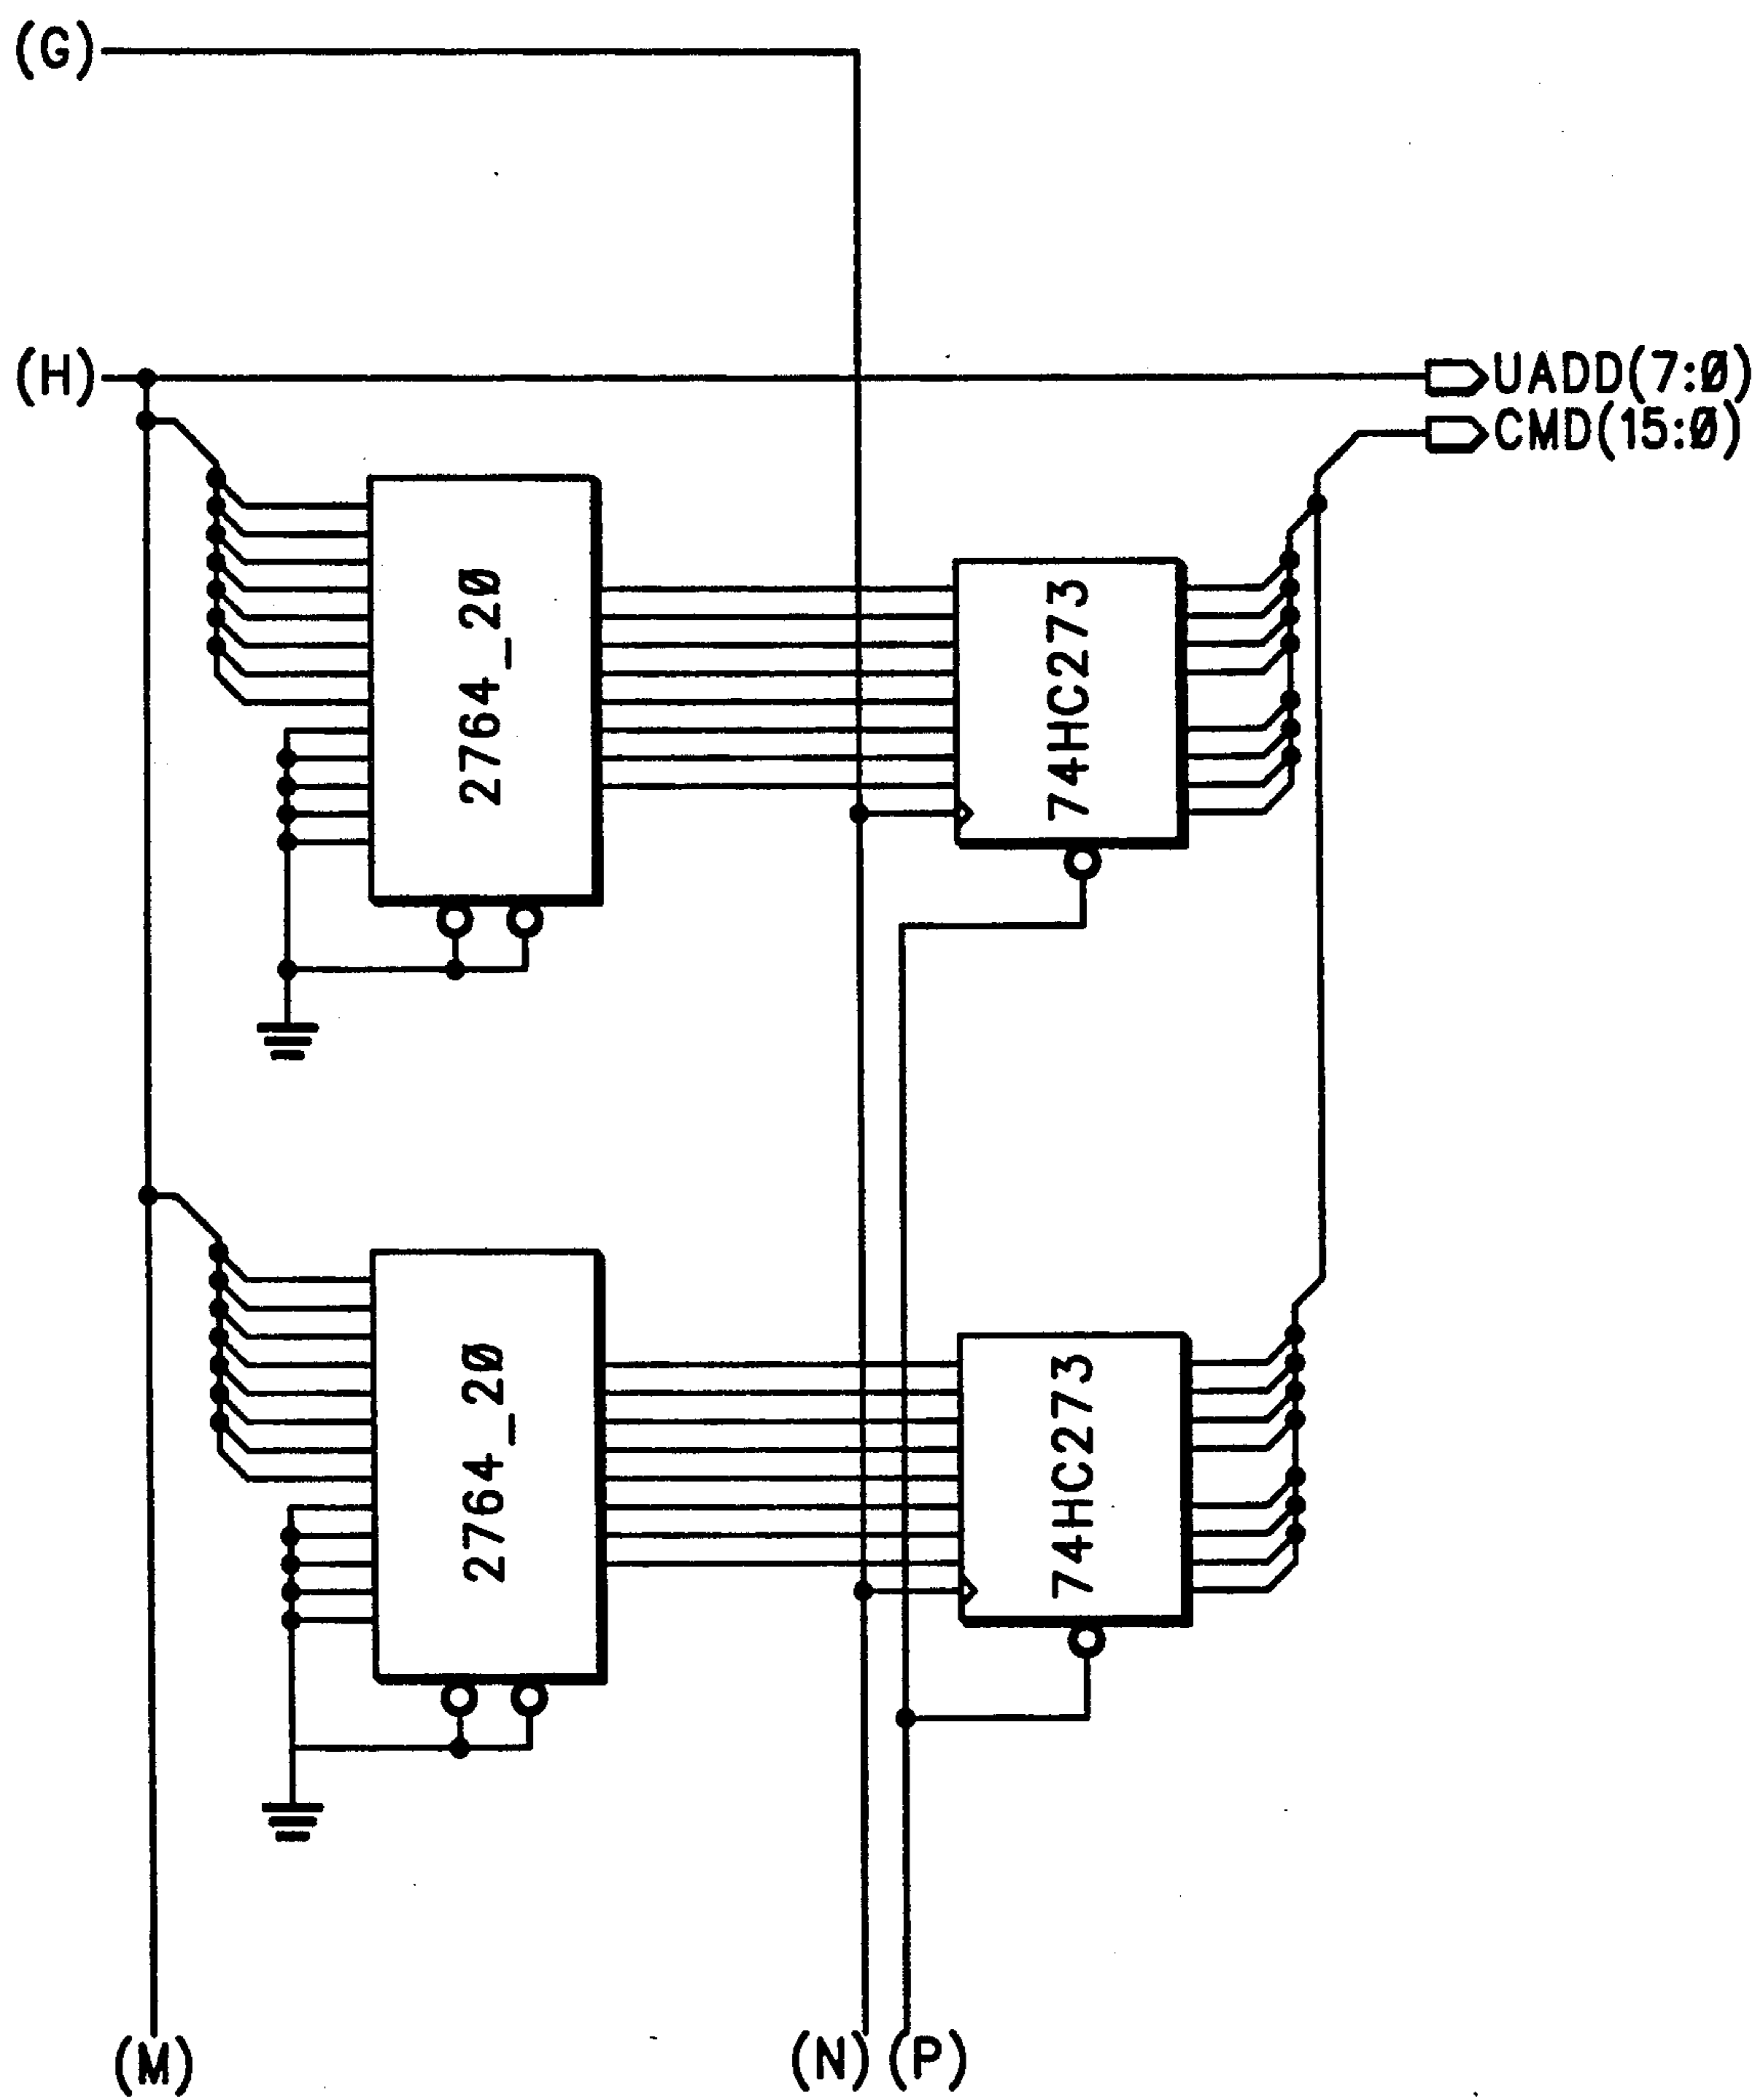 (G)
(H)
UADD(7:Ø)
CMD(15:Ø)
2764_2Ø
74HC273
2764_2Ø
74HC273
(M)
(N)
(P)